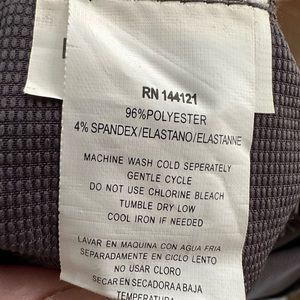 RN 144121
96%POLYESTER
4% SPANDEX/ELASTANO/ELASTANNE
MACHINE WASH COLD SEPERATELY
GENTLE CYCLE
DO NOT USE CHLORINE BLEACH
TUMBLE DRY LOW
COOL IRON IF NEEDED
LAVAR EN MAQUINA CON AGUA FRIA
SEPARADAMENTE EN CICLO LENTO
NO USAR CLORO
SECAR EN SECADORA A BAJA
TEMPERATURA